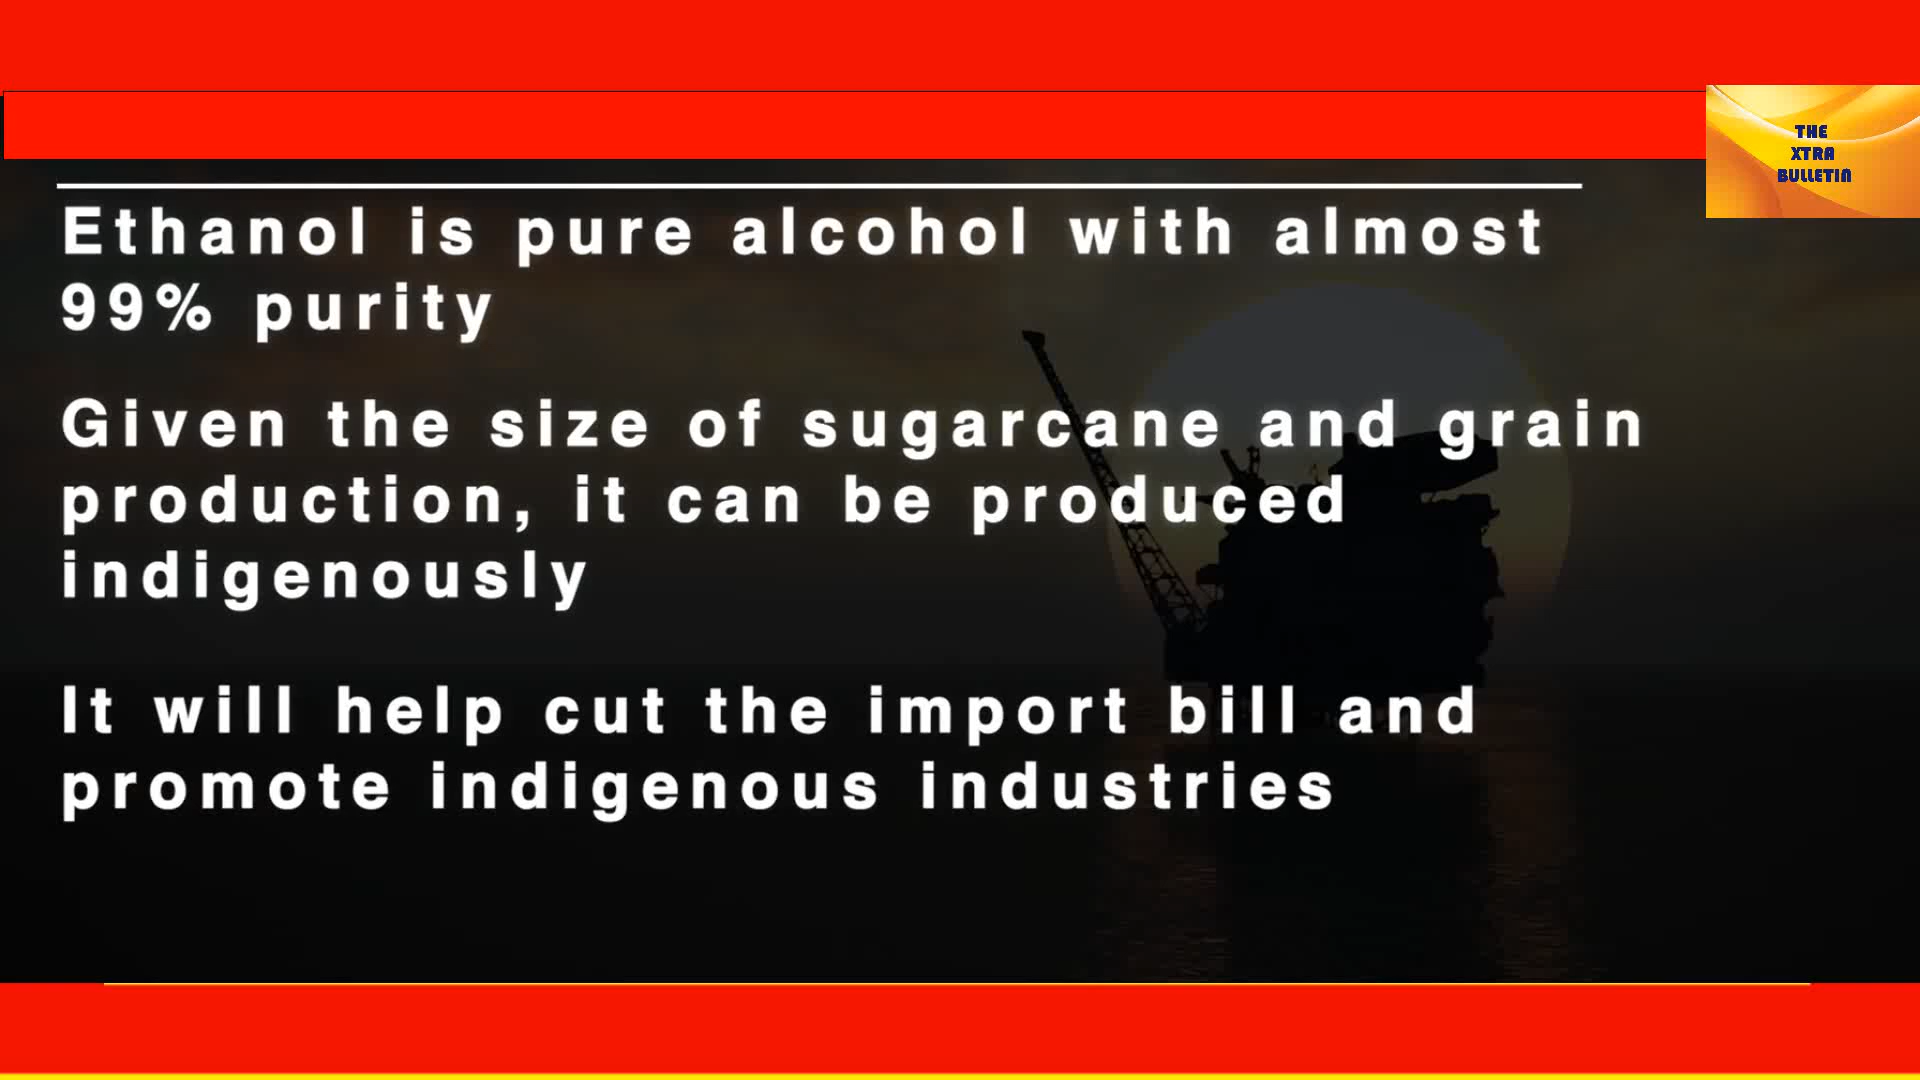 THE
XTRA
BULLETIN
Ethanol is pure alcohol with almost
99% purity
Given the size of sugarcane and grain
production, it can be produced
indigenously
It will help cut the import bill and
promote indigenous industries